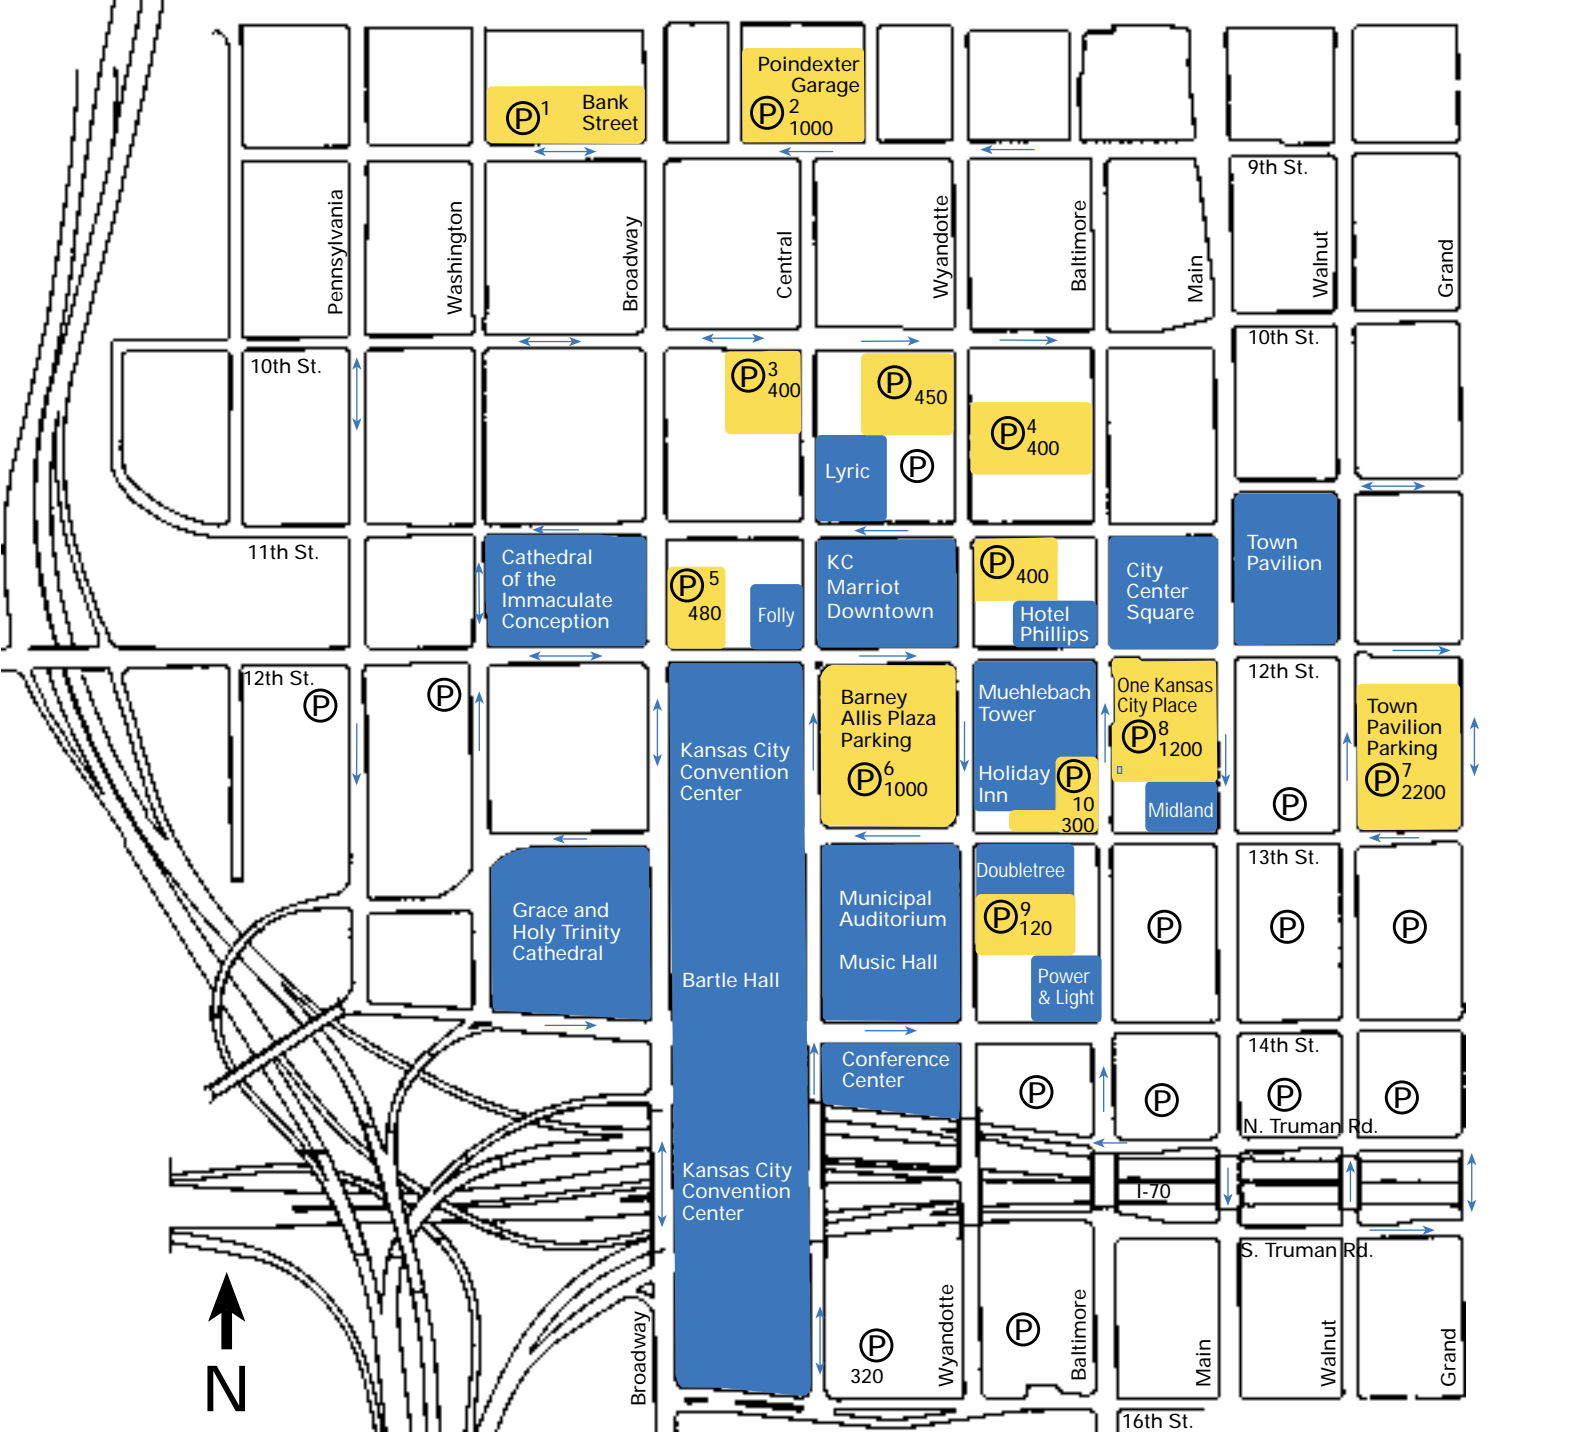 Poindexter
Garage
P 2
1000
P 1
Bank
Street
9th St.
Pennsylvania
Washington
Broadway
Central
Wyandotte
Baltimore
Main
Walnut
Grand
10th St.
10th St.
P 3
400
P
450
P 4
400
Lyric
P
11th St.
Cathedral
of the
Immaculate
Conception
P 5
480
Folly
KC
Marriot
Downtown
P
400
Hotel
Phillips
City
Center
Square
Town
Pavilion
12th St.
P
P
Kansas City
Convention
Center
Barney
Allis Plaza
Parking
P 6
1000
Muehlebach
Tower
Holiday
Inn
P
10
300
One Kansas
City Place
P 8
1200
Midland
12th St.
P
Town
Pavilion
Parking
P 7
2200
Grace and
Holy Trinity
Cathedral
Bartle Hall
Municipal
Auditorium
Music Hall
Doubletree
P 9
120
Power
& Light
P
13th St.
P
P
Conference
Center
P
P
14th St.
P
P
N. Truman Rd.
Kansas City
Convention
Center
I-70
S. Truman Rd.
N
Broadway
P
320
Wyandotte
P
Baltimore
Main
Walnut
Grand
16th St.